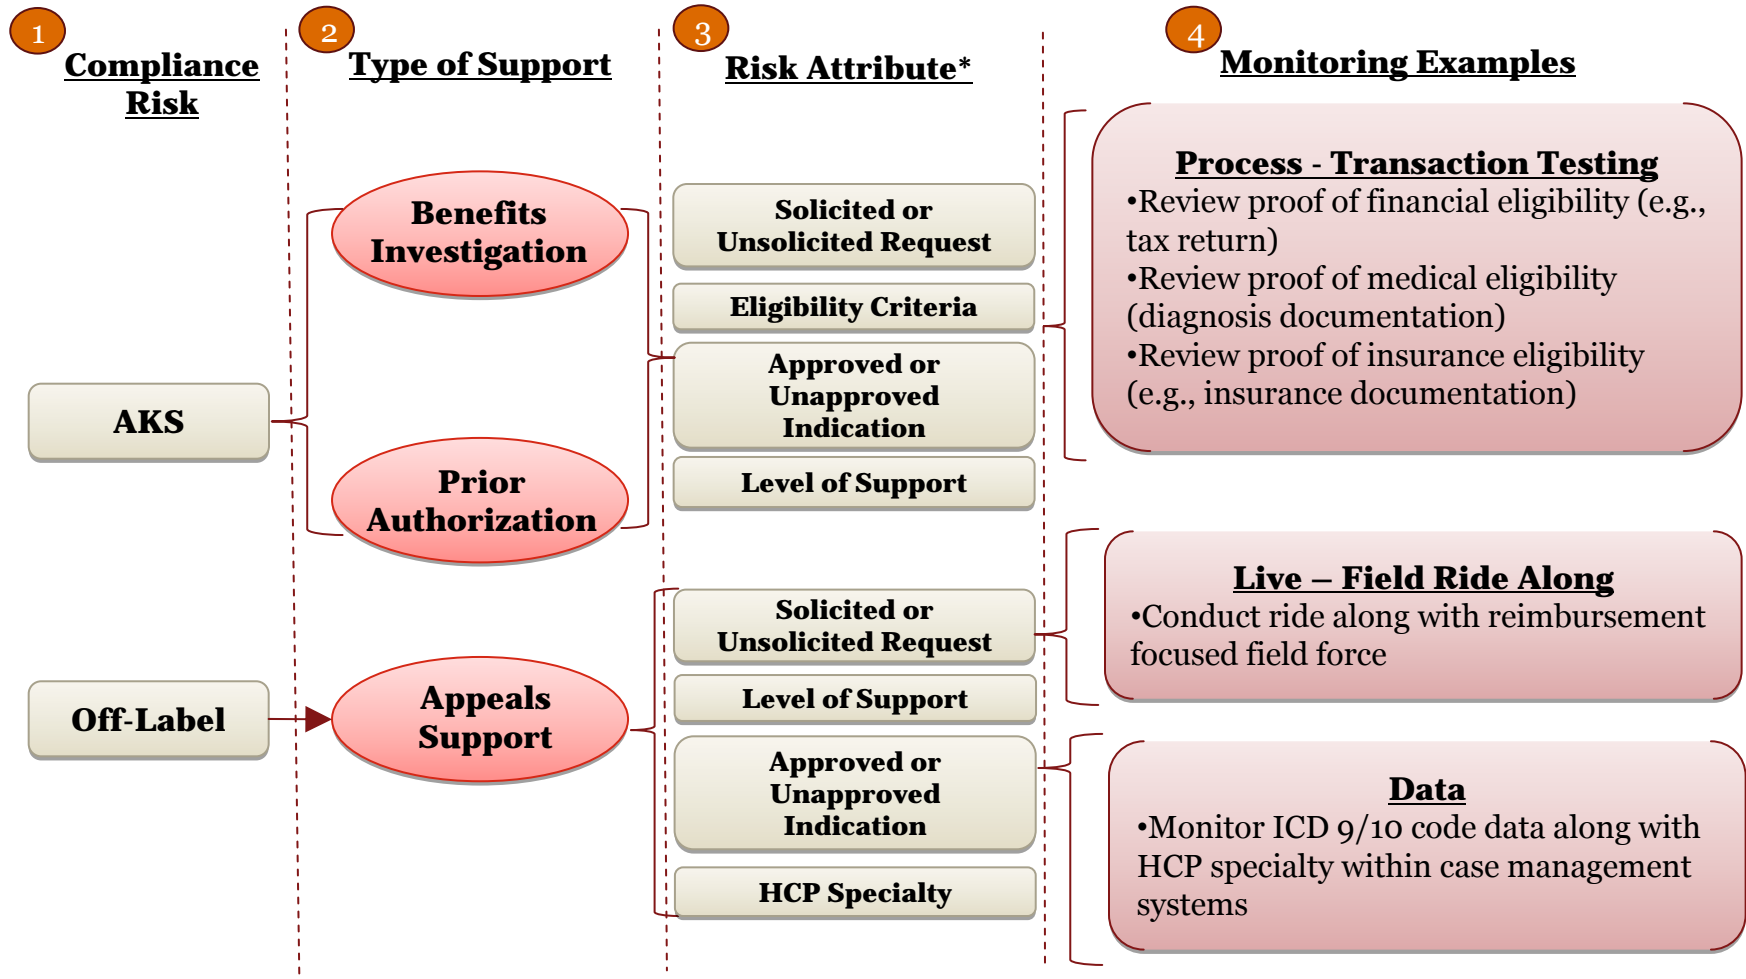 1
Compliance
Risk
2
Type of Support
3
Risk Attribute*
4
Monitoring Examples
AKS
Benefits
Investigation
Prior
Authorization
Solicited or
Unsolicited Request
Eligibility Criteria
Approved or
Unapproved
Indication
Level of Support
Process - Transaction Testing
•Review proof of financial eligibility (e.g.,
tax return)
•Review proof of medical eligibility
(diagnosis documentation)
•Review proof of insurance eligibility
(e.g., insurance documentation)
Off-Label
Appeals
Support
Solicited or
Unsolicited Request
Level of Support
Approved or
Unapproved
Indication
HCP Specialty
Live – Field Ride Along
•Conduct ride along with reimbursement
focused field force
Data
•Monitor ICD 9/10 code data along with
HCP specialty within case management
systems